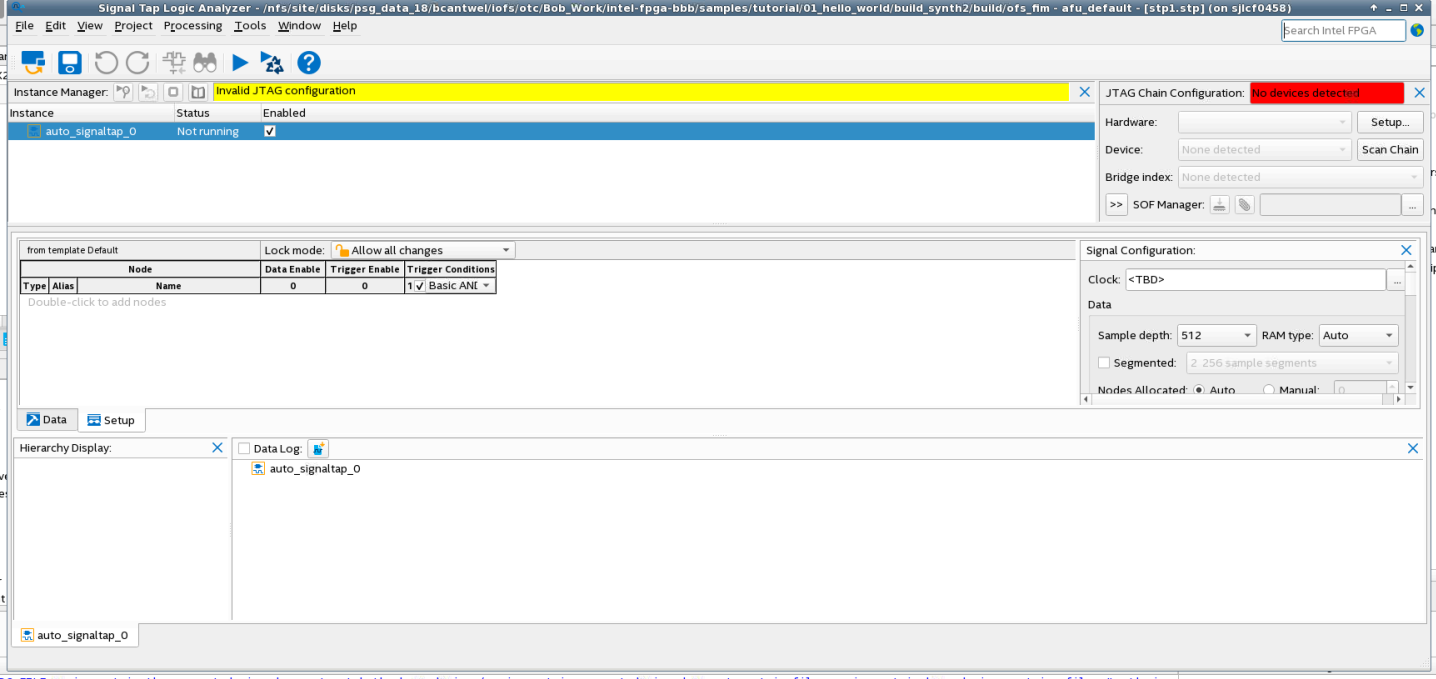 Signal Tap Logic Analyzer - /nfs/site/disks/psg_data_18/bcantwel/iofs/otc/Bob_Work/intel-fpga-bbb/samples/tutorial/01_hello_world/build_synth2/build/ofs_fim - afu_default - [stp1.stp] (on sjlcf0458)
File Edit View Project Processing Tools Window Help
Search Intel FPGA
Instance Manager: Invalid JTAG configuration
Instance Status Enabled
auto_signaltap_0 Not running
JTAG Chain Configuration: No devices detected
Hardware: Setup...
Device: None detected Scan Chain
Bridge index: None detected
>> SOF Manager: ...
from template Default Lock mode: Allow all changes
Node Data Enable Trigger Enable Trigger Conditions
Type Alias Name 0 0 1 Basic AND
Double-click to add nodes
Signal Configuration:
Clock: <TBD> ...
Data
Sample depth: 512 RAM type: Auto
Segmented: 2 256 sample segments
Nodes Allocated: Auto Manual: 0
Data Setup
Hierarchy Display:
Data Log:
auto_signaltap_0
auto_signaltap_0